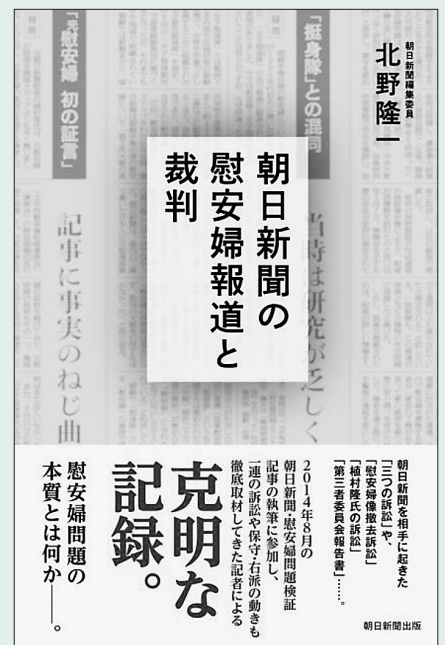 朝日新聞編集委員
北野隆一
「挺身隊」との混同
「元慰安婦 初の証言」
当時は研究が乏しく
記事に事実のねじ曲
朝日新聞の
慰安婦報道と
裁判
朝日新聞を相手に起きた
「三つの訴訟」や、
「慰安婦像撤去訴訟」
「植村隆氏の訴訟」
「第三者委員会報告書」……。
2014年8月の
朝日新聞・慰安婦問題検証
記事の執筆に参加し、
一連の訴訟や保守・右派の動きも
徹底取材してきた記者による
克明な
記録。
慰安婦問題の
本質とは何か——。
朝日新聞出版